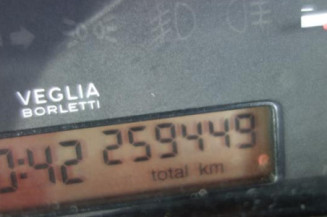 VEGLIA
BORLETTI
0:42 259449
total km